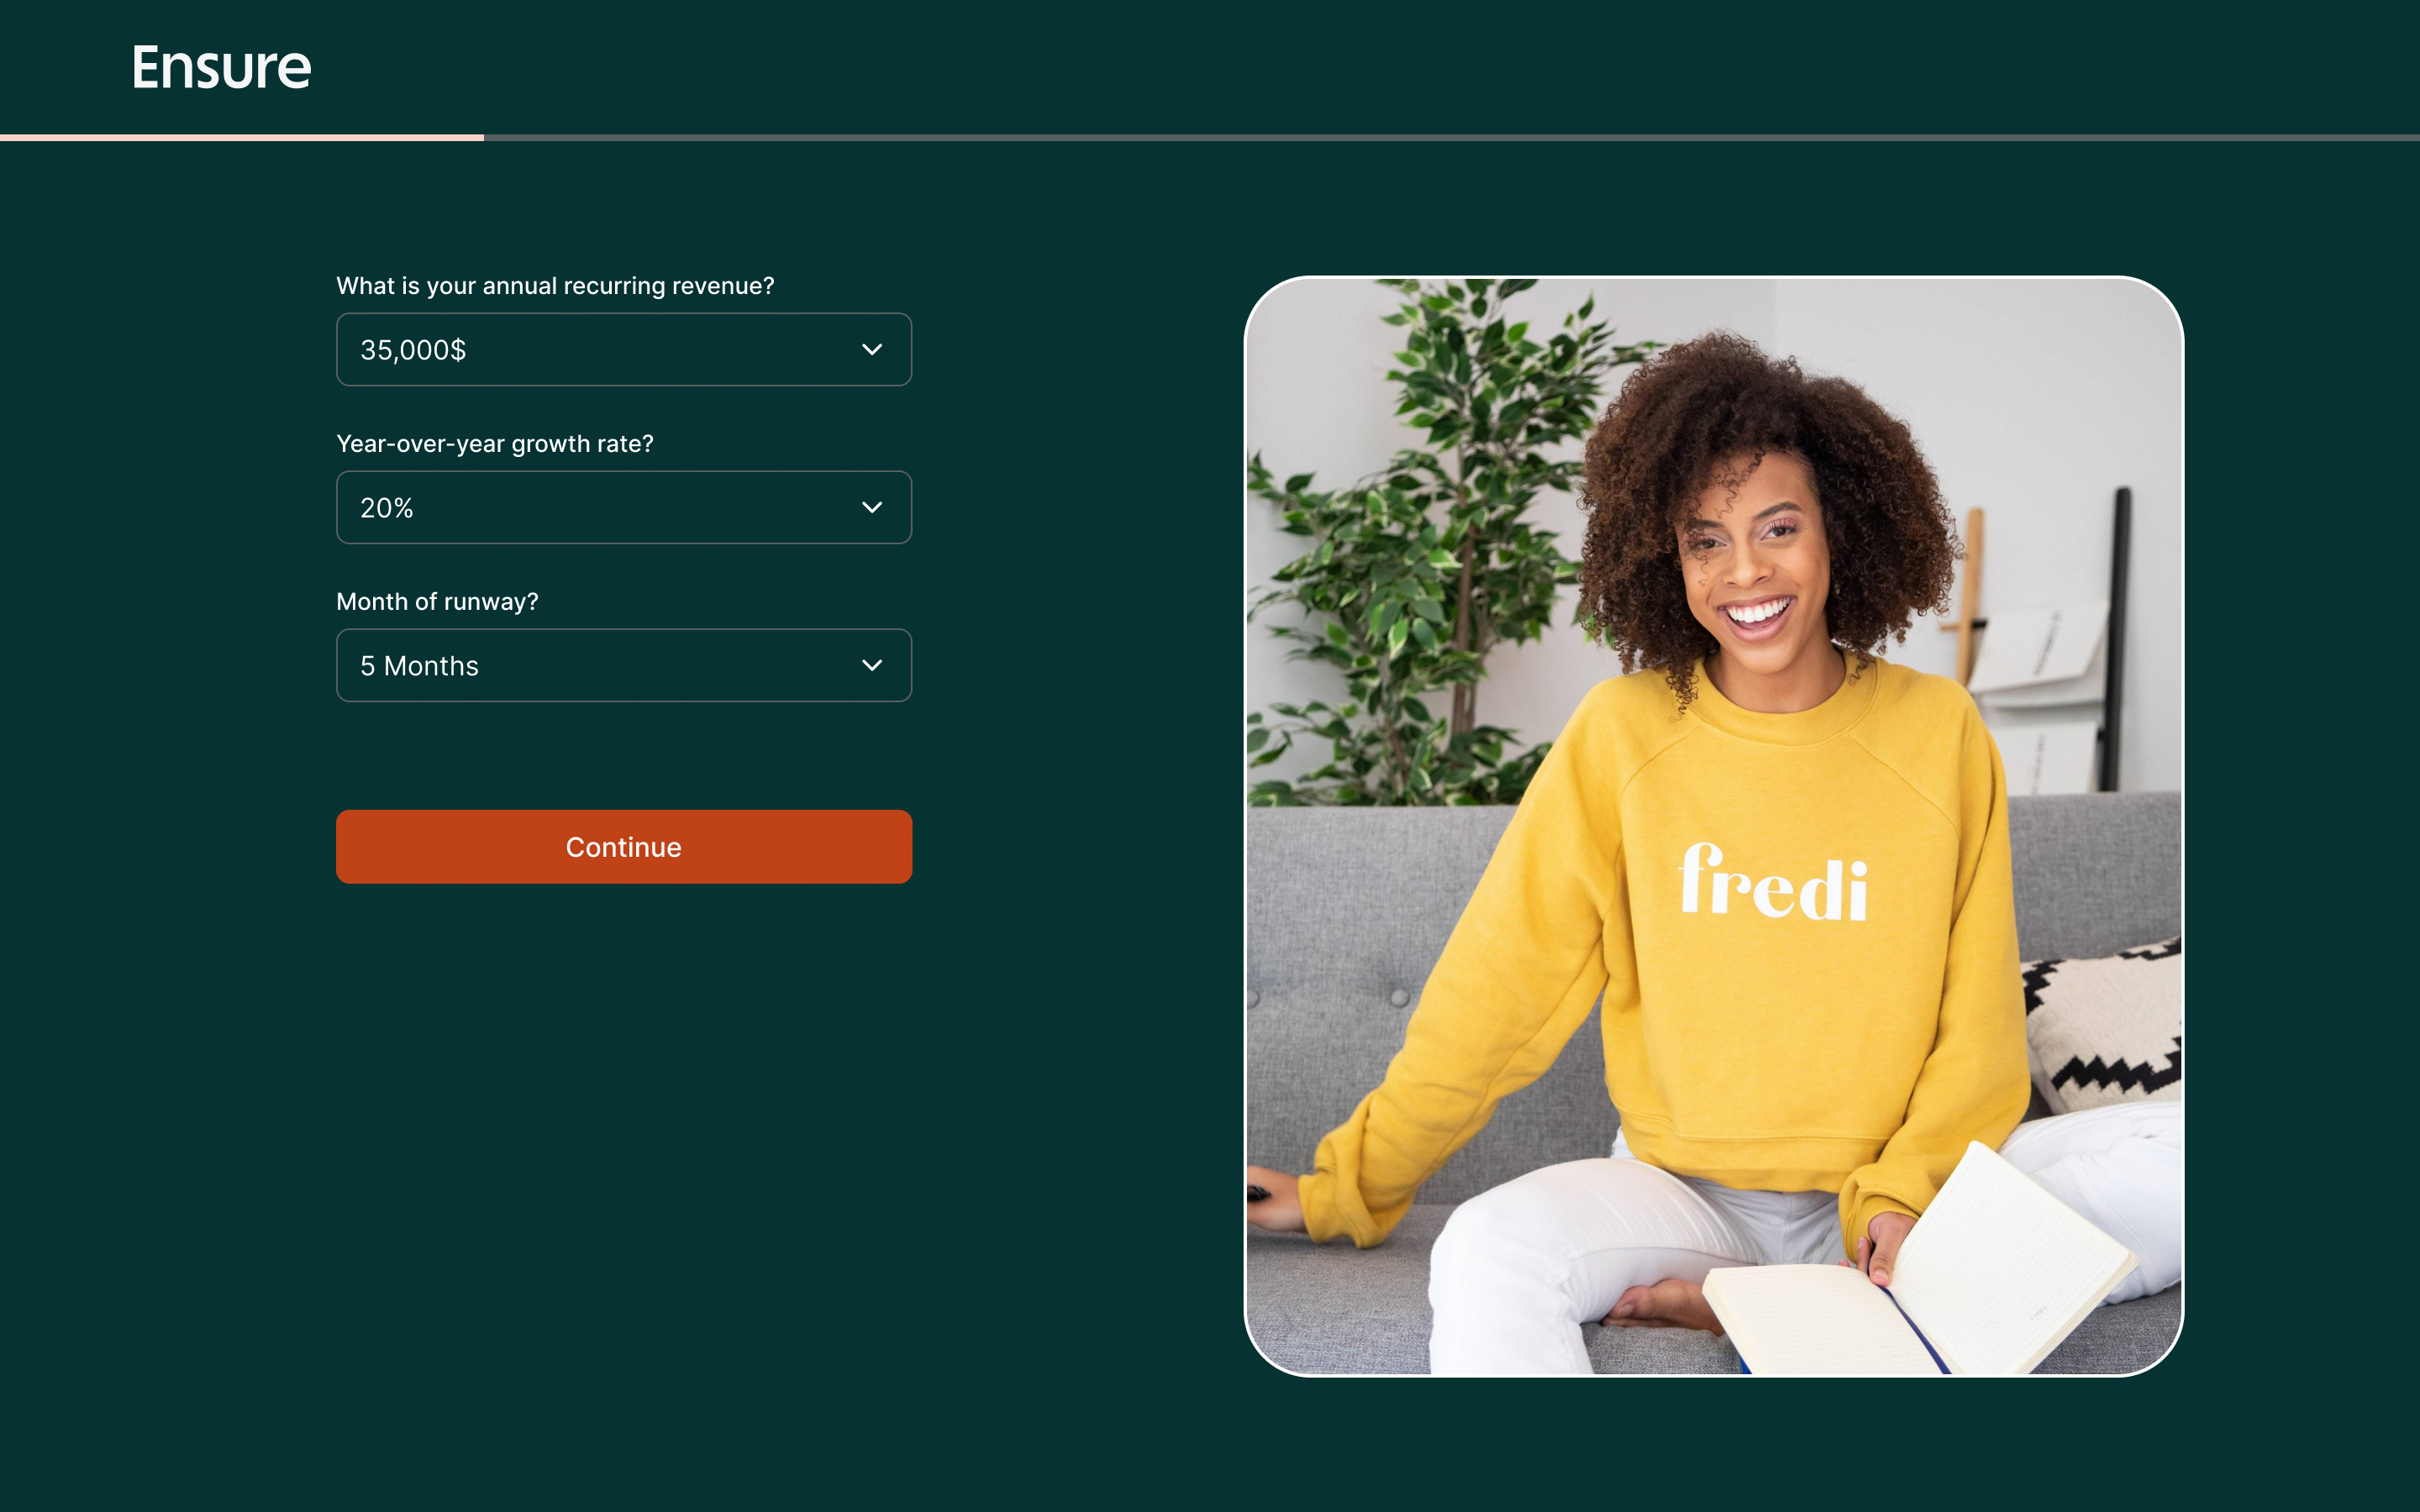 Ensure
What is your annual recurring revenue?
35,000$
Year-over-year growth rate?
20%
Month of runway?
5 Months
Continue
fredi